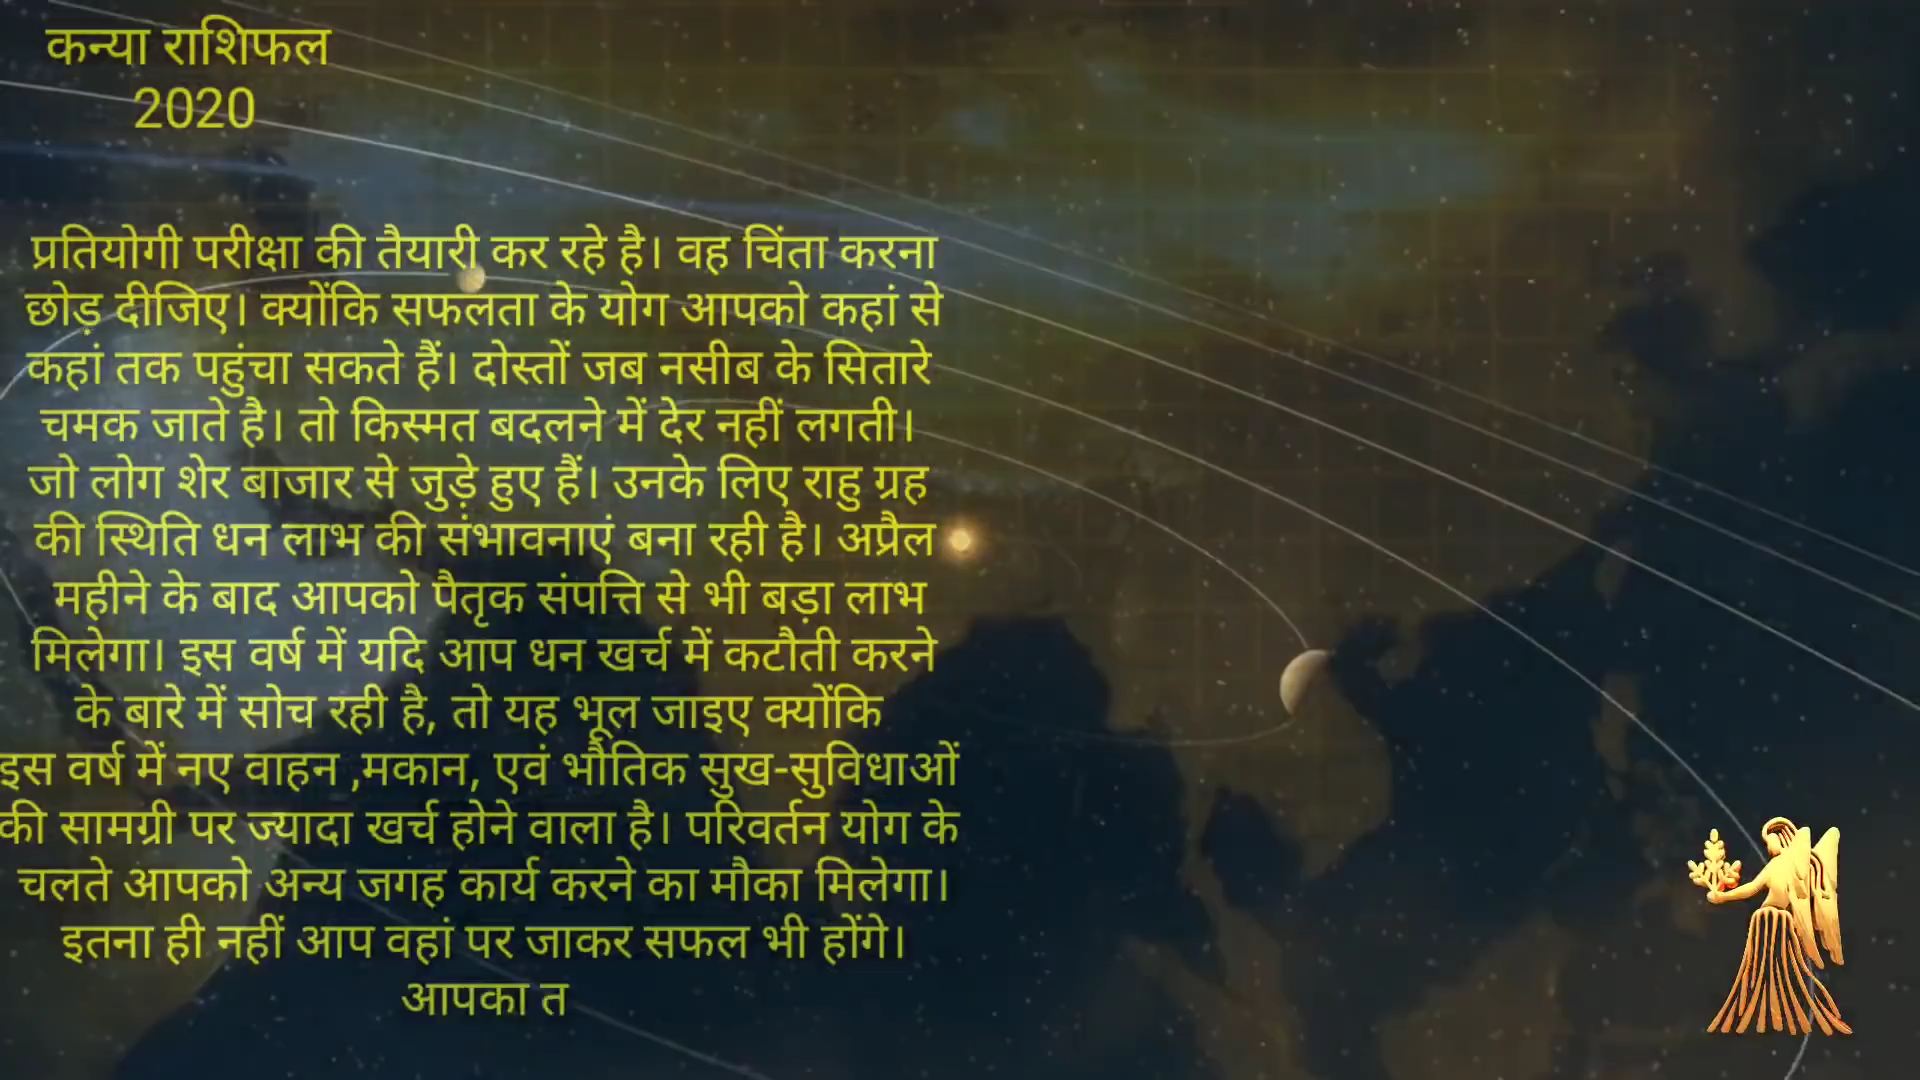 कन्या राशिफल
2020
प्रतियोगी परीक्षा की तैयारी कर रहे है। वह चिंता करना
छोड़ दीजिए। क्योंकि सफलता के योग आपको कहां से
कहां तक पहुंचा सकते हैं। दोस्तों जब नसीब के सितारे
चमक जाते है। तो किस्मत बदलने में देर नहीं लगती।
जो लोग शेर बाजार से जुड़े हुए हैं। उनके लिए राहु ग्रह
की स्थिति धन लाभ की संभावनाएं बना रही है। अप्रैल
महीने के बाद आपको पैतृक संपत्ति से भी बड़ा लाभ
मिलेगा। इस वर्ष में यदि आप धन खर्च में कटौती करने
के बारे में सोच रही है, तो यह भूल जाइए क्योंकि
इस वर्ष में नए वाहन ,मकान, एवं भौतिक सुख-सुविधाओं
की सामग्री पर ज्यादा खर्च होने वाला है। परिवर्तन योग के
चलते आपको अन्य जगह कार्य करने का मौका मिलेगा।
इतना ही नहीं आप वहां पर जाकर सफल भी होंगे।
आपका त